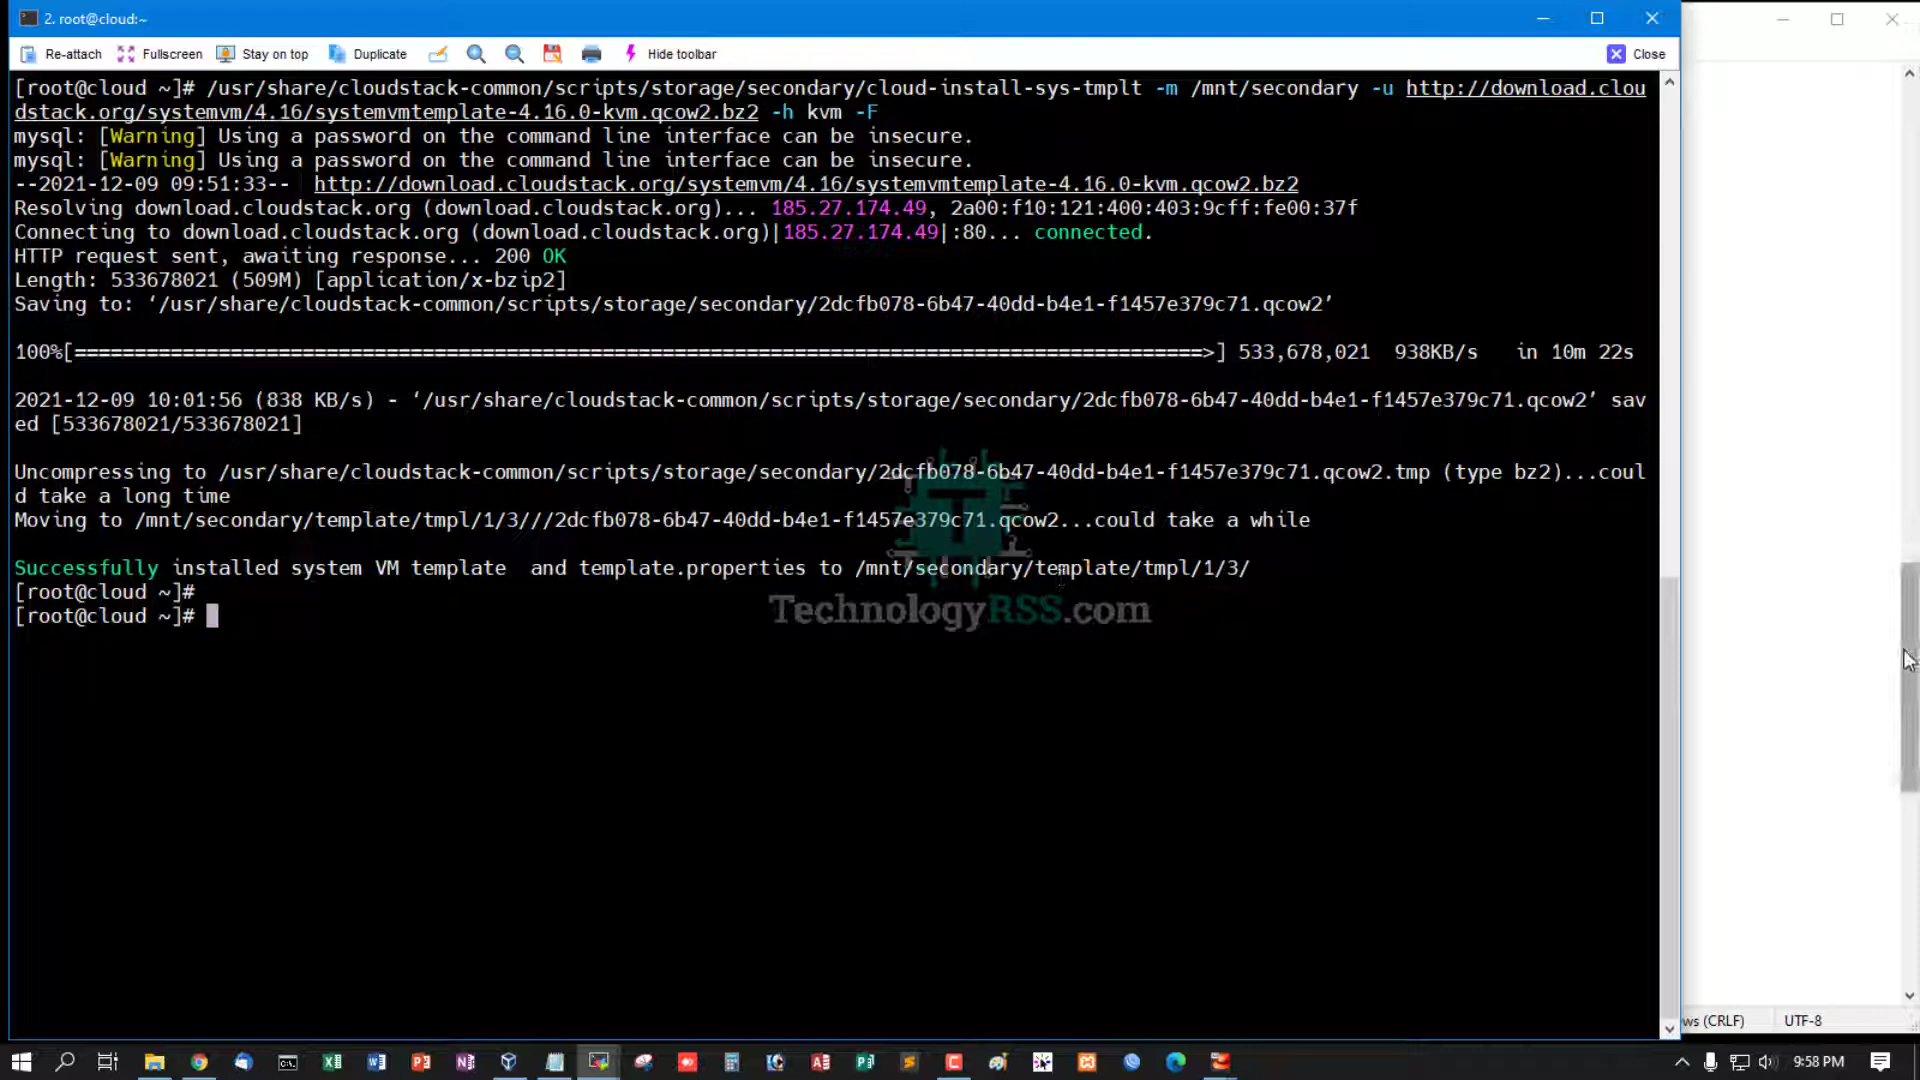 2. root@cloud:~
Re-attach Fullscreen Stay on top Duplicate Hide toolbar Close
[root@cloud ~]# /usr/share/cloudstack-common/scripts/storage/secondary/cloud-install-sys-tmplt -m /mnt/secondary -u http://download.clou
dstack.org/systemvm/4.16/systemvmtemplate-4.16.0-kvm.qcow2.bz2 -h kvm -F
mysql: [Warning] Using a password on the command line interface can be insecure.
mysql: [Warning] Using a password on the command line interface can be insecure.
--2021-12-09 09:51:33--  http://download.cloudstack.org/systemvm/4.16/systemvmtemplate-4.16.0-kvm.qcow2.bz2
Resolving download.cloudstack.org (download.cloudstack.org)... 185.27.174.49, 2a00:f10:121:400:403:9cff:fe00:37f
Connecting to download.cloudstack.org (download.cloudstack.org)|185.27.174.49|:80... connected.
HTTP request sent, awaiting response... 200 OK
Length: 533678021 (509M) [application/x-bzip2]
Saving to: ‘/usr/share/cloudstack-common/scripts/storage/secondary/2dcfb078-6b47-40dd-b4e1-f1457e379c71.qcow2’
100%[==============================================================================================>] 533,678,021  938KB/s   in 10m 22s
2021-12-09 10:01:56 (838 KB/s) - ‘/usr/share/cloudstack-common/scripts/storage/secondary/2dcfb078-6b47-40dd-b4e1-f1457e379c71.qcow2’ sav
ed [533678021/533678021]
Uncompressing to /usr/share/cloudstack-common/scripts/storage/secondary/2dcfb078-6b47-40dd-b4e1-f1457e379c71.qcow2.tmp (type bz2)...coul
d take a long time
Moving to /mnt/secondary/template/tmpl/1/3///2dcfb078-6b47-40dd-b4e1-f1457e379c71.qcow2...could take a while
Successfully installed system VM template  and template.properties to /mnt/secondary/template/tmpl/1/3/
[root@cloud ~]#
[root@cloud ~]#
TechnologyRSS.com
ws (CRLF) UTF-8
9:58 PM